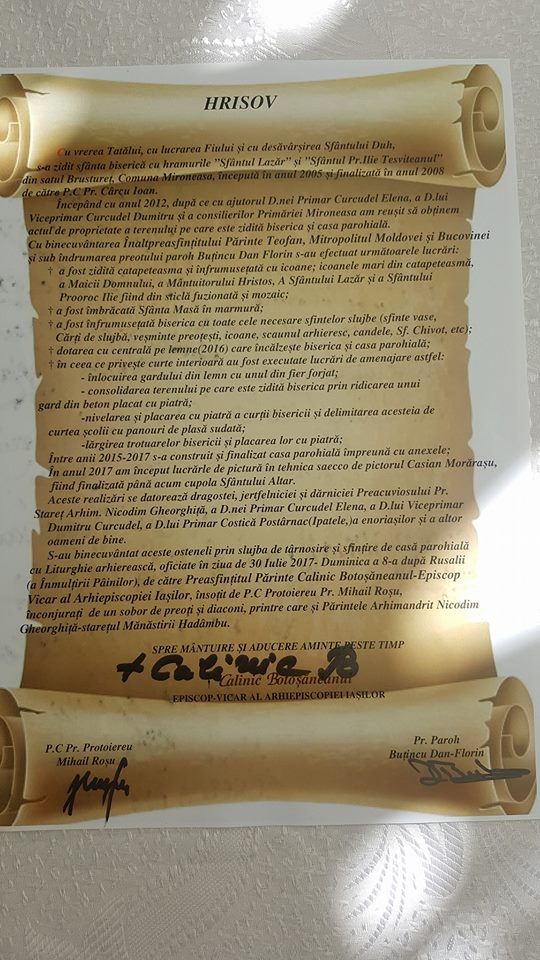 HRISOV
Cu vrerea Tatălui, cu lucrarea Fiului și cu desăvârșirea Sfântului Duh,
s-a zidit sfânta biserică cu hramurile "Sfântul Lazăr" și "Sfântul Pr.Ilie Tesviteanul"
din satul Brusturet, Comuna Mironeasa, începută în anul 2005 și finalizată în anul 2008
de către P.C Pr. Cârcu Ioan.
Începând cu anul 2012, după ce cu ajutorul D.nei Primar Curcudel Elena, a D.lui
Viceprimar Curcudel Dumitru și a consilierilor Primăriei Mironeasa am reușit să obținem
actul de proprietate a terenului pe care este zidită biserica și casa parohială.
Cu binecuvântarea Înaltpreasfințitului Părinte Teofan, Mitropolitul Moldovei și Bucovinei
și sub îndrumarea preotului paroh Buțincu Dan Florin s-au efectuat următoarele lucrări:
† a fost zidită catapeteasma și înfrumusețată cu icoane; icoanele mari din catapeteasmă,
a Maicii Domnului, a Mântuitorului Hristos, A Sfântului Lazăr și a Sfântului
Prooroc Ilie fiind din sticlă fuzionată și mozaic;
† a fost îmbrăcată Sfânta Masă în marmură;
† a fost înfrumusețată biserica cu toate cele necesare sfintelor slujbe (sfinte vase,
Cărți de slujbă, veșminte preoțești, icoane, scaunul arhieresc, candele, Sf. Chivot, etc);
† dotarea cu centrală pe lemne(2016) care încălzește biserica și casa parohială;
† în ceea ce privește curte interioară au fost executate lucrări de amenajare astfel:
- înlocuirea gardului din lemn cu unul din fier forjat;
- consolidarea terenului pe care este zidită biserica prin ridicarea unui
gard din beton placat cu piatră;
-nivelarea și placarea cu piatră a curții bisericii și delimitarea acesteia de
curtea școlii cu panouri de plasă sudată;
-lărgirea trotuarelor bisericii și placarea lor cu piatră;
Între anii 2015-2017 s-a construit și finalizat casa parohială împreună cu anexele;
În anul 2017 am început lucrările de pictură în tehnica saecco de pictorul Casian Morărașu,
fiind finalizată până acum cupola Sfântului Altar.
Aceste realizări se datorează dragostei, jertfelniciei și dărniciei Preacuviosului Pr.
Stareț Arhim. Nicodim Gheorghiță, a D.nei Primar Curcudel Elena, a D.lui Viceprimar
Dumitru Curcudel, a D.lui Primar Costică Postârnac(Ipatele,)a enoriașilor și a altor
oameni de bine.
S-au binecuvântat aceste osteneli prin slujba de târnosire și sfințire de casă parohială
cu Liturghie arhierească, oficiate în ziua de 30 Iulie 2017- Duminica a 8-a după Rusalii
(a Înmulțirii Pâinilor), de către Preasfințitul Părinte Calinic Botoșăneanul-Episcop
Vicar al Arhiepiscopiei Iașilor, însoțit de P.C Protoiereu Pr. Mihail Roșu,
înconjurați de un sobor de preoți și diaconi, printre care și Părintele Arhimandrit Nicodim
Gheorghiță-starețul Mănăstirii Hadâmbu.
SPRE MÂNTUIRE ȘI ADUCERE AMINTE PESTE TIMP
+ Calinic B
† Calinic Botoșăneanul
EPISCOP-VICAR AL ARHIEPISCOPIEI IAȘILOR
P.C Pr. Protoiereu
Mihail Roșu
Pr. Paroh
Buțincu Dan-Florin